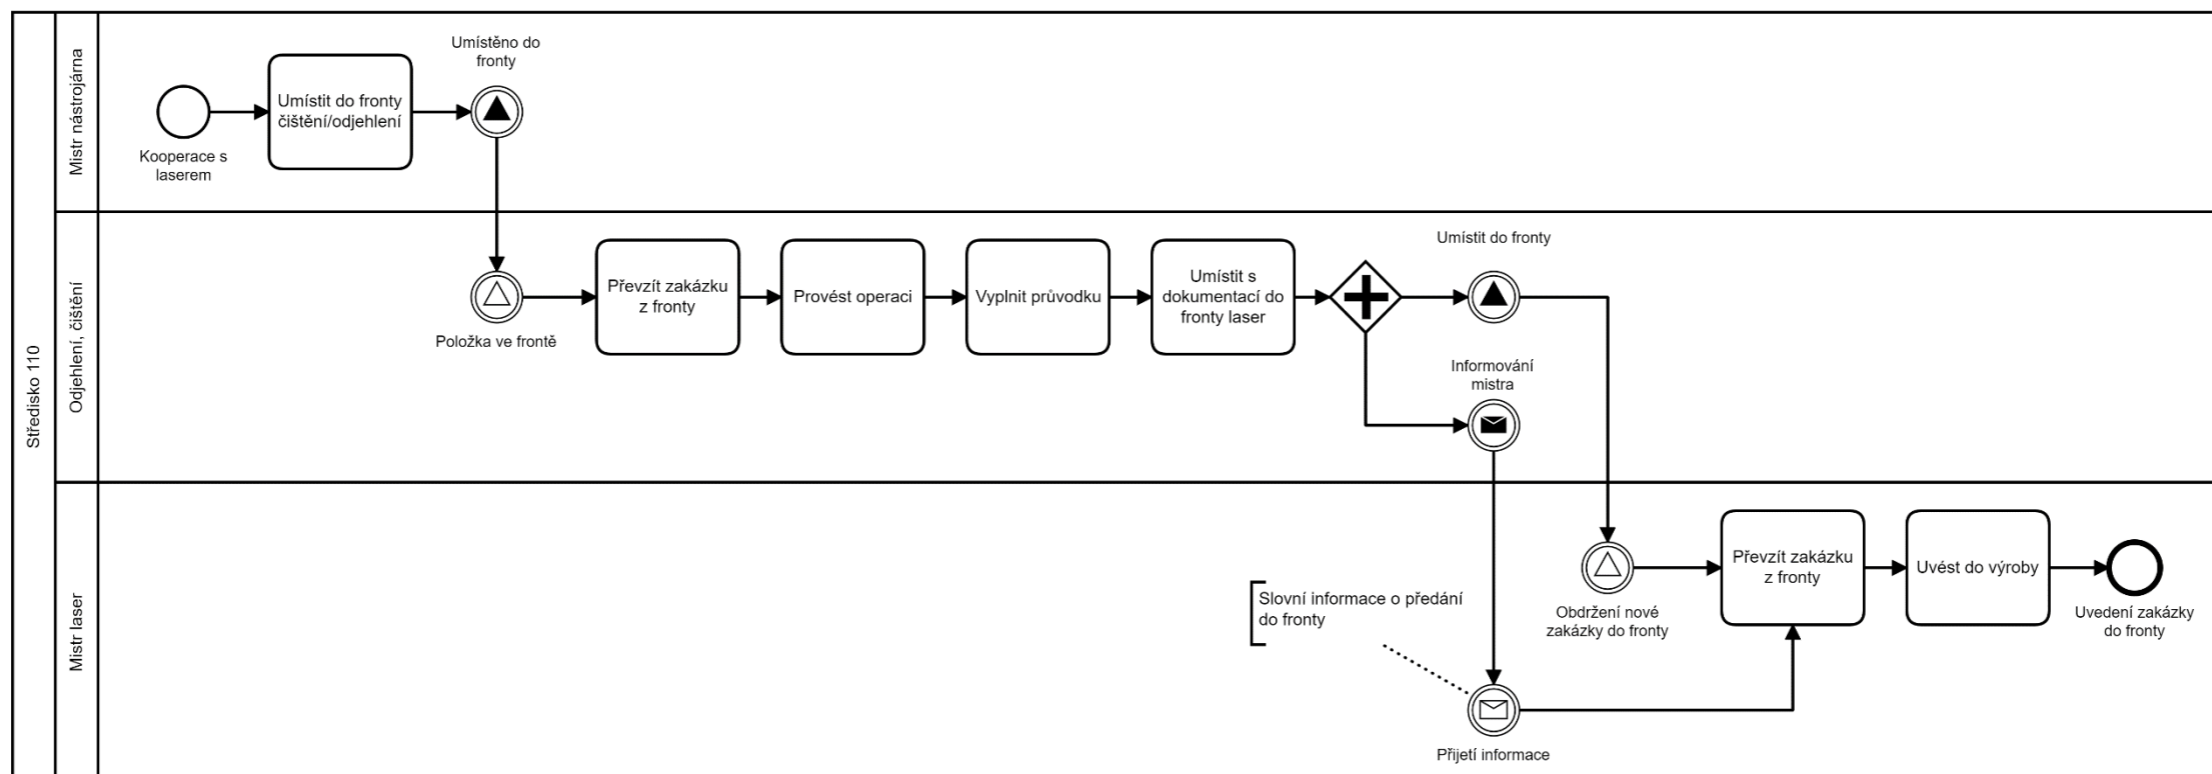 Středisko 110
Mistr nástrojárna
Kooperace s
laserem
Umístit do fronty
čištění/odjehlení
Umístěno do
fronty
Odjehlení, čištění
Položka ve frontě
Převzít zakázku
z fronty
Provést operaci
Vyplnit průvodku
Umístit s
dokumentací do
fronty laser
Umístit do fronty
Informování
mistra
Mistr laser
Slovní informace o předání
do fronty
Přijetí informace
Obdržení nové
zakázky do fronty
Převzít zakázku
z fronty
Uvést do výroby
Uvedení zakázky
do fronty